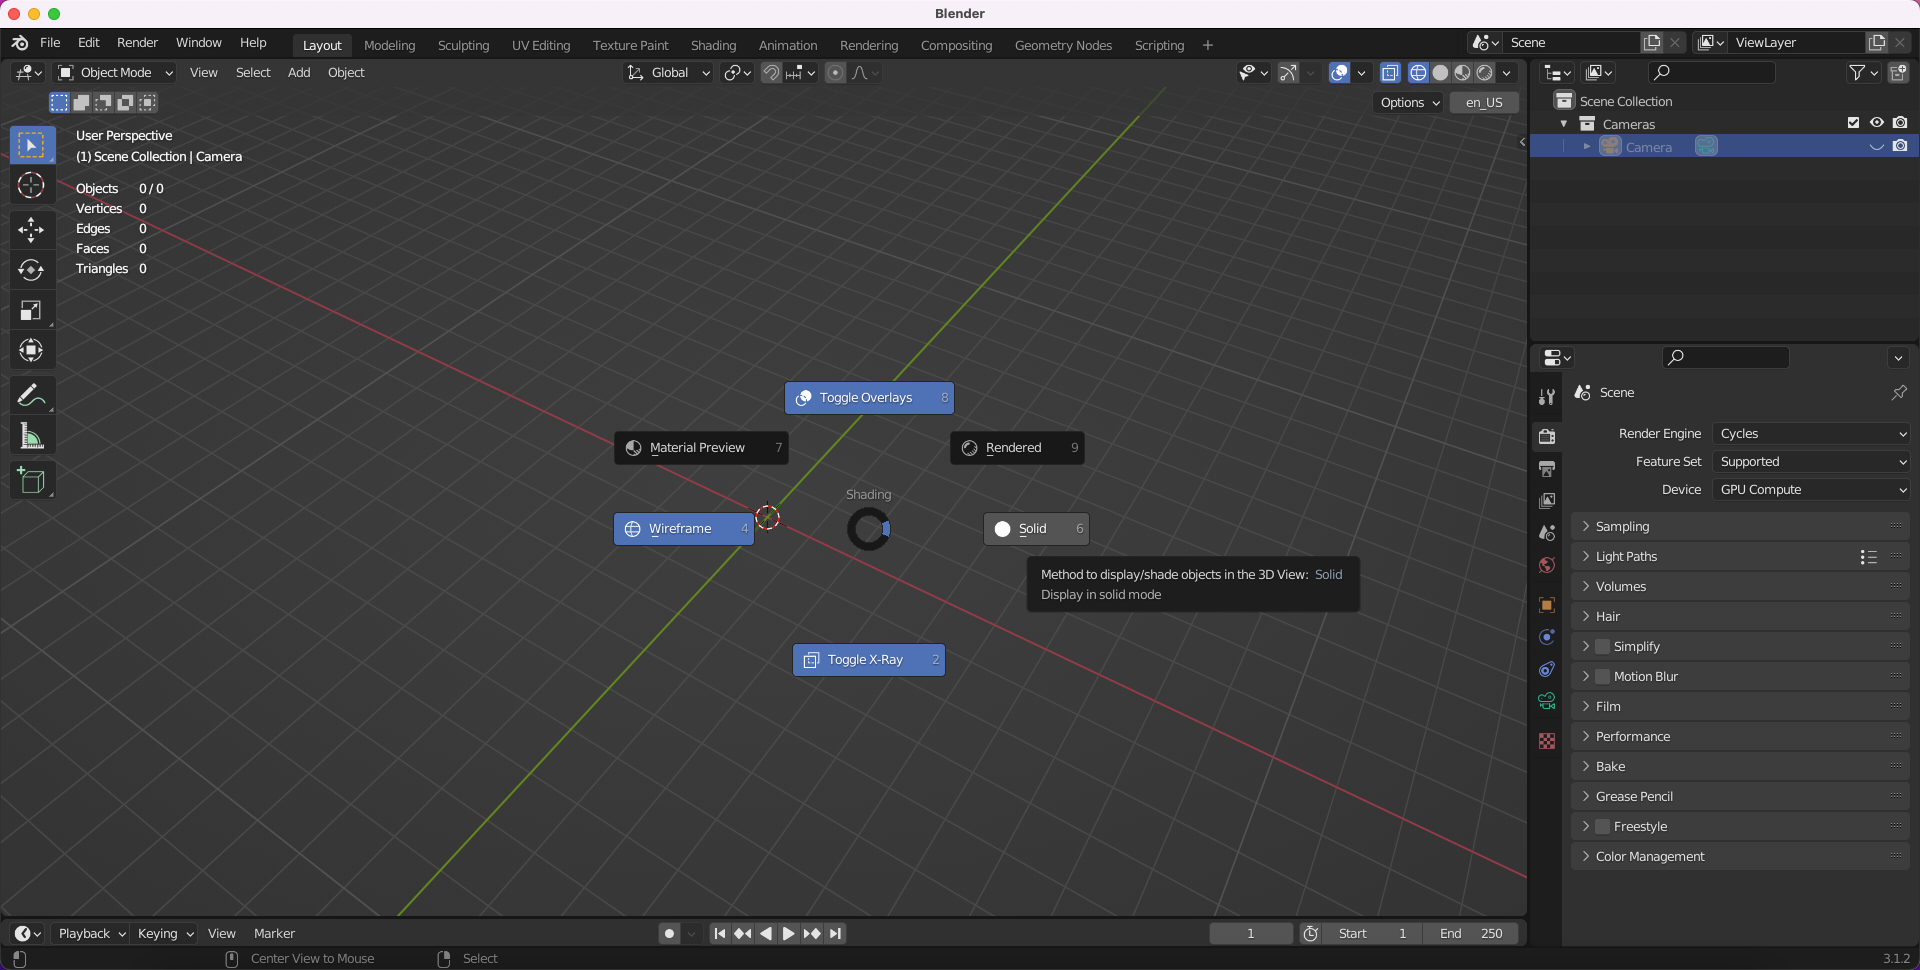 Blender
File Edit Render Window Help Layout Modeling Sculpting UV Editing Texture Paint Shading Animation Rendering Compositing Geometry Nodes Scripting + Scene ViewLayer
Object Mode View Select Add Object Global
Options en_US
User Perspective
(1) Scene Collection | Camera
Objects 0 / 0
Vertices 0
Edges 0
Faces 0
Triangles 0
Toggle Overlays 8
Material Preview 7
Rendered 9
Shading
Wireframe 4
Solid 6
Method to display/shade objects in the 3D View: Solid
Display in solid mode
Toggle X-Ray 2
Scene Collection
Cameras
Camera
Scene
Render Engine Cycles
Feature Set Supported
Device GPU Compute
Sampling
Light Paths
Volumes
Hair
Simplify
Motion Blur
Film
Performance
Bake
Grease Pencil
Freestyle
Color Management
Playback Keying View Marker 1 Start 1 End 250
Center View to Mouse Select 3.1.2